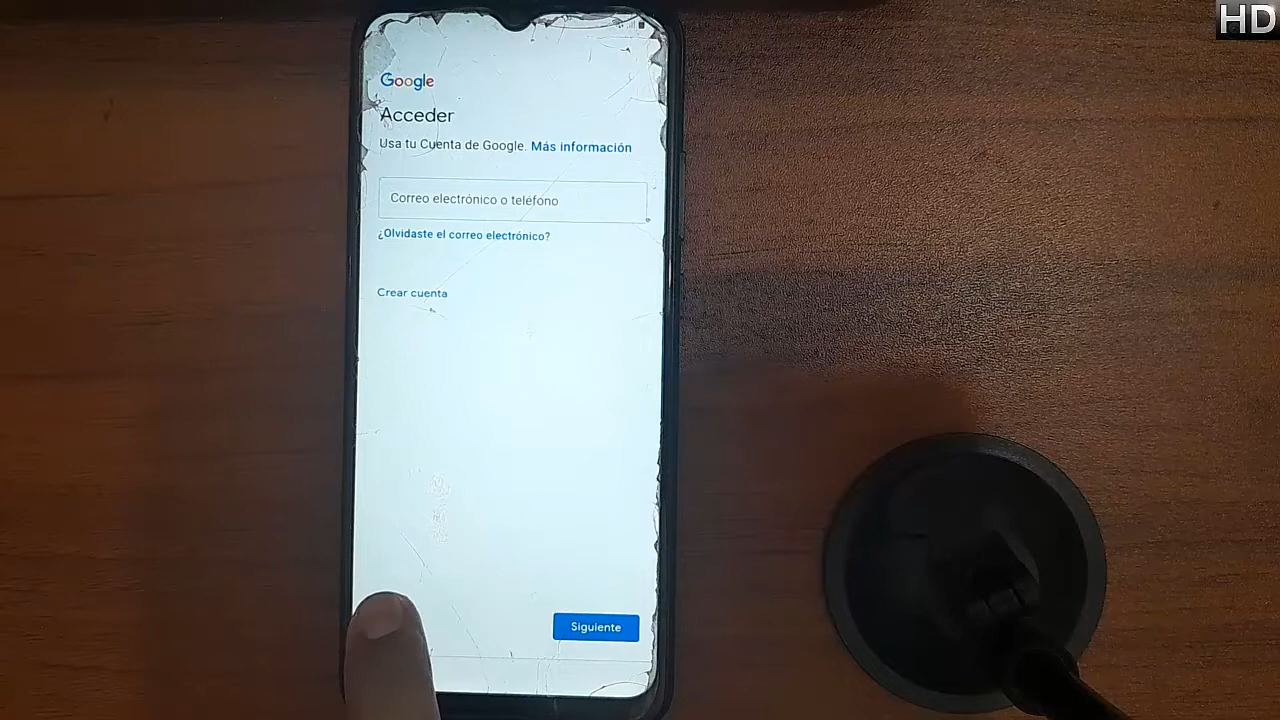 HD
Google
Acceder
Usa tu Cuenta de Google. Más información
Correo electrónico o teléfono
¿Olvidaste el correo electrónico?
Crear cuenta
Siguiente